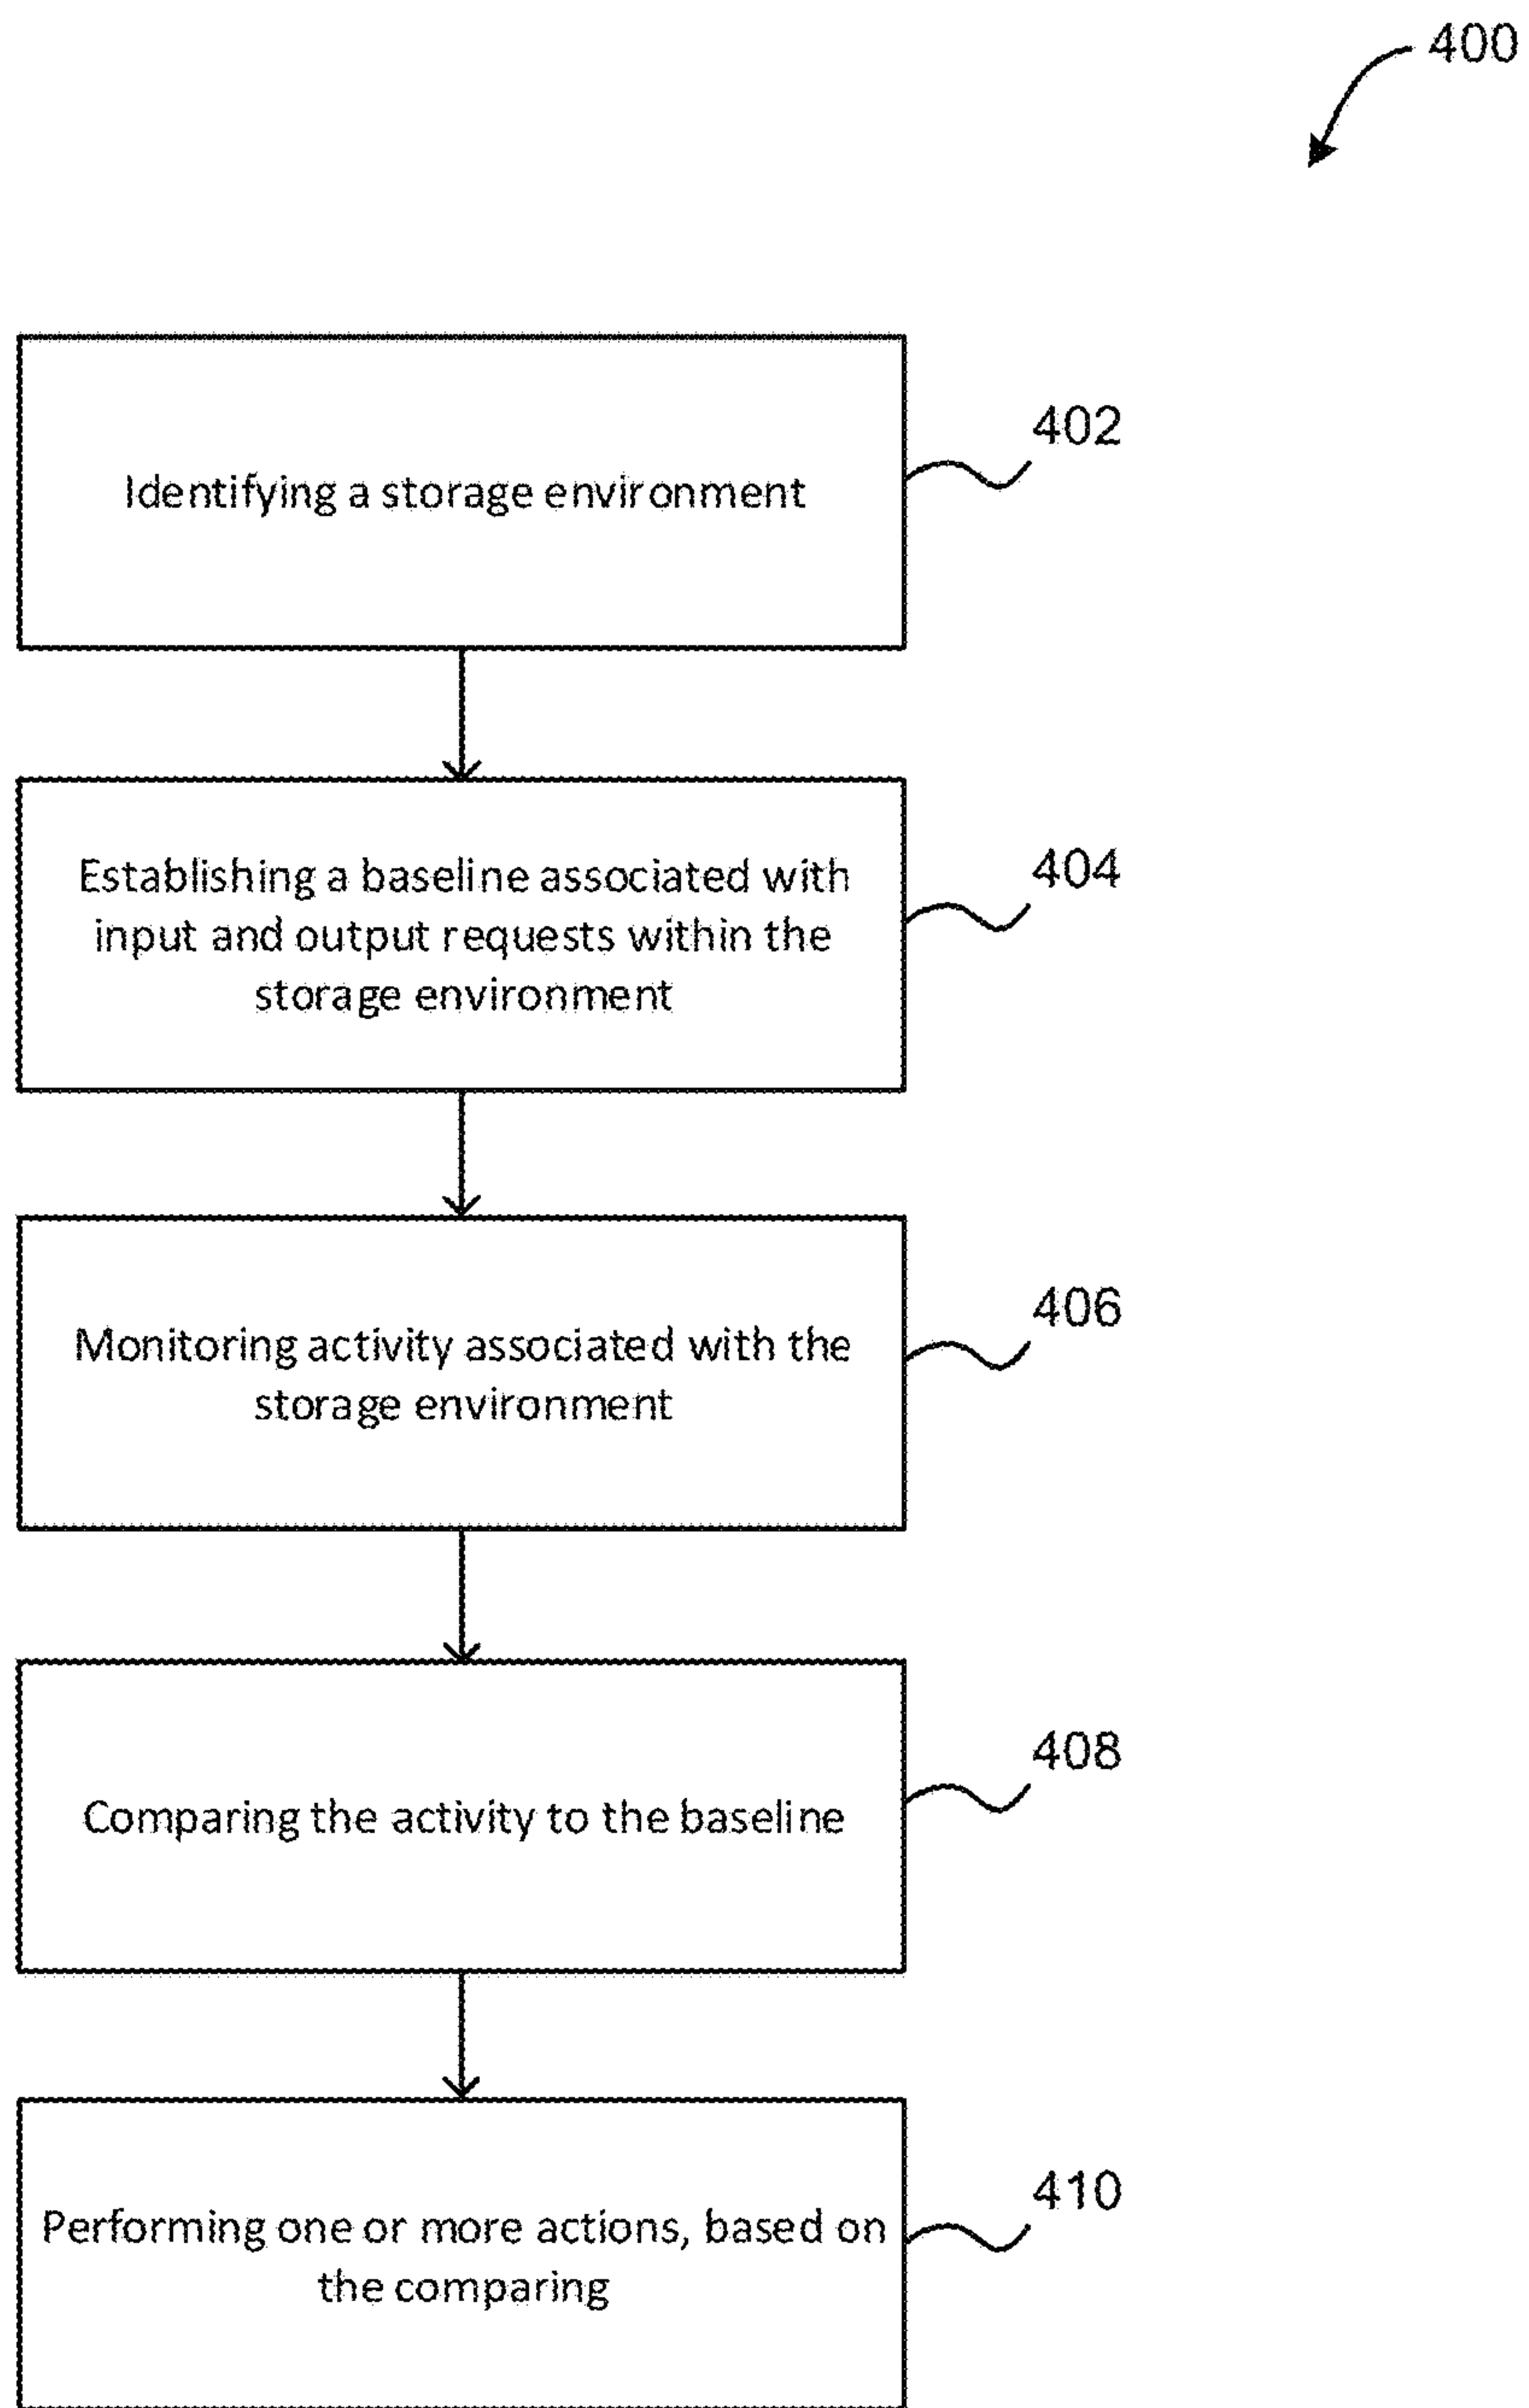 400
Identifying a storage environment
402
Establishing a baseline associated with
input and output requests within the
storage environment
404
Monitoring activity associated with the
storage environment
406
Comparing the activity to the baseline
408
Performing one or more actions, based on
the comparing
410